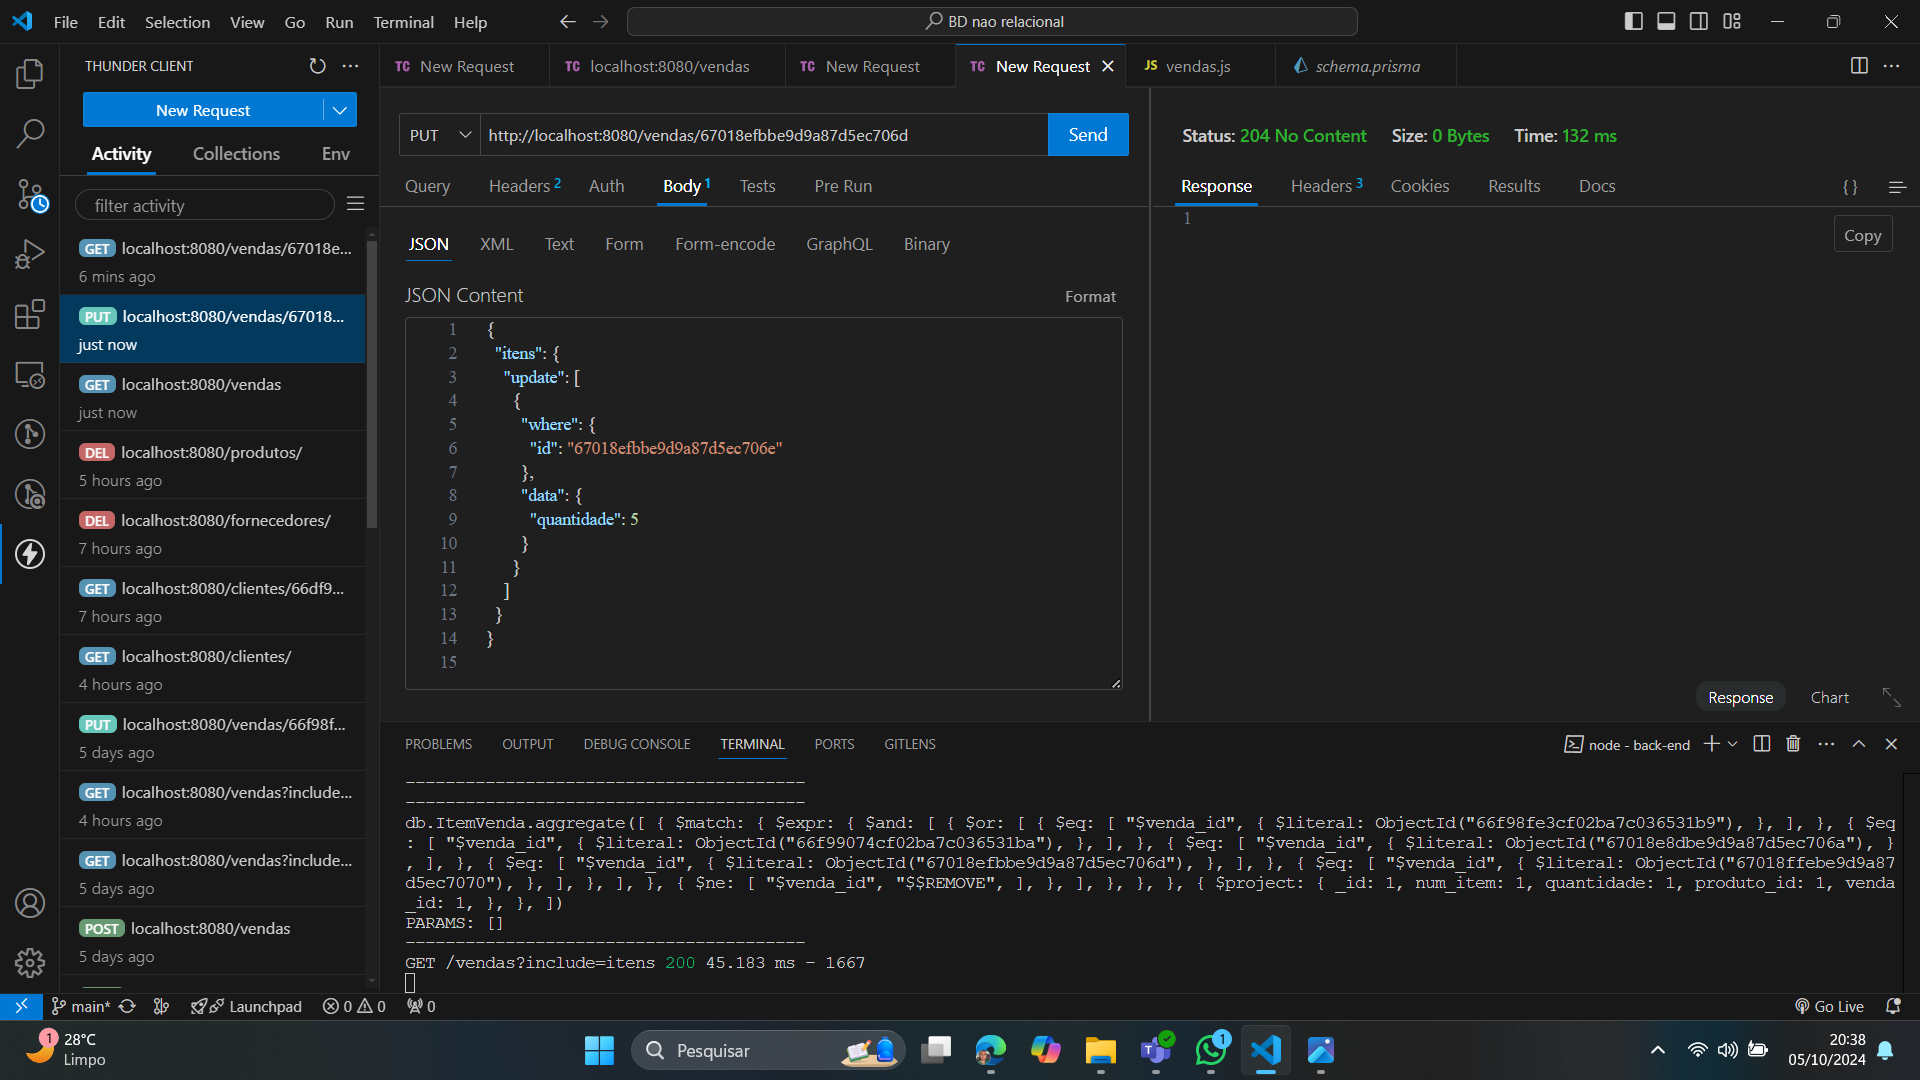 File Edit Selection View Go Run Terminal Help
BD nao relacional
THUNDER CLIENT
New Request
Activity Collections Env
filter activity
GET localhost:8080/vendas/67018e...
6 mins ago
PUT localhost:8080/vendas/67018...
just now
GET localhost:8080/vendas
just now
DEL localhost:8080/produtos/
5 hours ago
DEL localhost:8080/fornecedores/
7 hours ago
GET localhost:8080/clientes/66df9...
7 hours ago
GET localhost:8080/clientes/
4 hours ago
PUT localhost:8080/vendas/66f98f...
5 days ago
GET localhost:8080/vendas?include...
4 hours ago
GET localhost:8080/vendas?include...
5 days ago
POST localhost:8080/vendas
5 days ago
TC New Request TC localhost:8080/vendas TC New Request TC New Request JS vendas.js schema.prisma
PUT http://localhost:8080/vendas/67018efbbe9d9a87d5ec706d Send
Query Headers 2 Auth Body 1 Tests Pre Run
JSON XML Text Form Form-encode GraphQL Binary
JSON Content Format
1 {
2 "itens": {
3 "update": [
4 {
5 "where": {
6 "id": "67018efbbe9d9a87d5ec706e"
7 },
8 "data": {
9 "quantidade": 5
10 }
11 }
12 ]
13 }
14 }
15
Status: 204 No Content Size: 0 Bytes Time: 132 ms
Response Headers 3 Cookies Results Docs { }
1
Copy
Response Chart
PROBLEMS OUTPUT DEBUG CONSOLE TERMINAL PORTS GITLENS
node - back-end
----------------------------------------
----------------------------------------
db.ItemVenda.aggregate([ { $match: { $expr: { $and: [ { $or: [ { $eq: [ "$venda_id", { $literal: ObjectId("66f98fe3cf02ba7c036531b9"), }, ], }, { $eq
: [ "$venda_id", { $literal: ObjectId("66f99074cf02ba7c036531ba"), }, ], }, { $eq: [ "$venda_id", { $literal: ObjectId("67018e8dbe9d9a87d5ec706a"), }
, ], }, { $eq: [ "$venda_id", { $literal: ObjectId("67018efbbe9d9a87d5ec706d"), }, ], }, { $eq: [ "$venda_id", { $literal: ObjectId("67018ffebe9d9a87
d5ec7070"), }, ], }, ], }, { $ne: [ "$venda_id", "$$REMOVE", ], }, ], }, }, }, { $project: { _id: 1, num_item: 1, quantidade: 1, produto_id: 1, venda
_id: 1, }, }, ])
PARAMS: []
----------------------------------------
GET /vendas?include=itens 200 45.183 ms - 1667
main* Launchpad 0 0 0 Go Live
1 28°C
Limpo
Pesquisar
1
20:38
05/10/2024